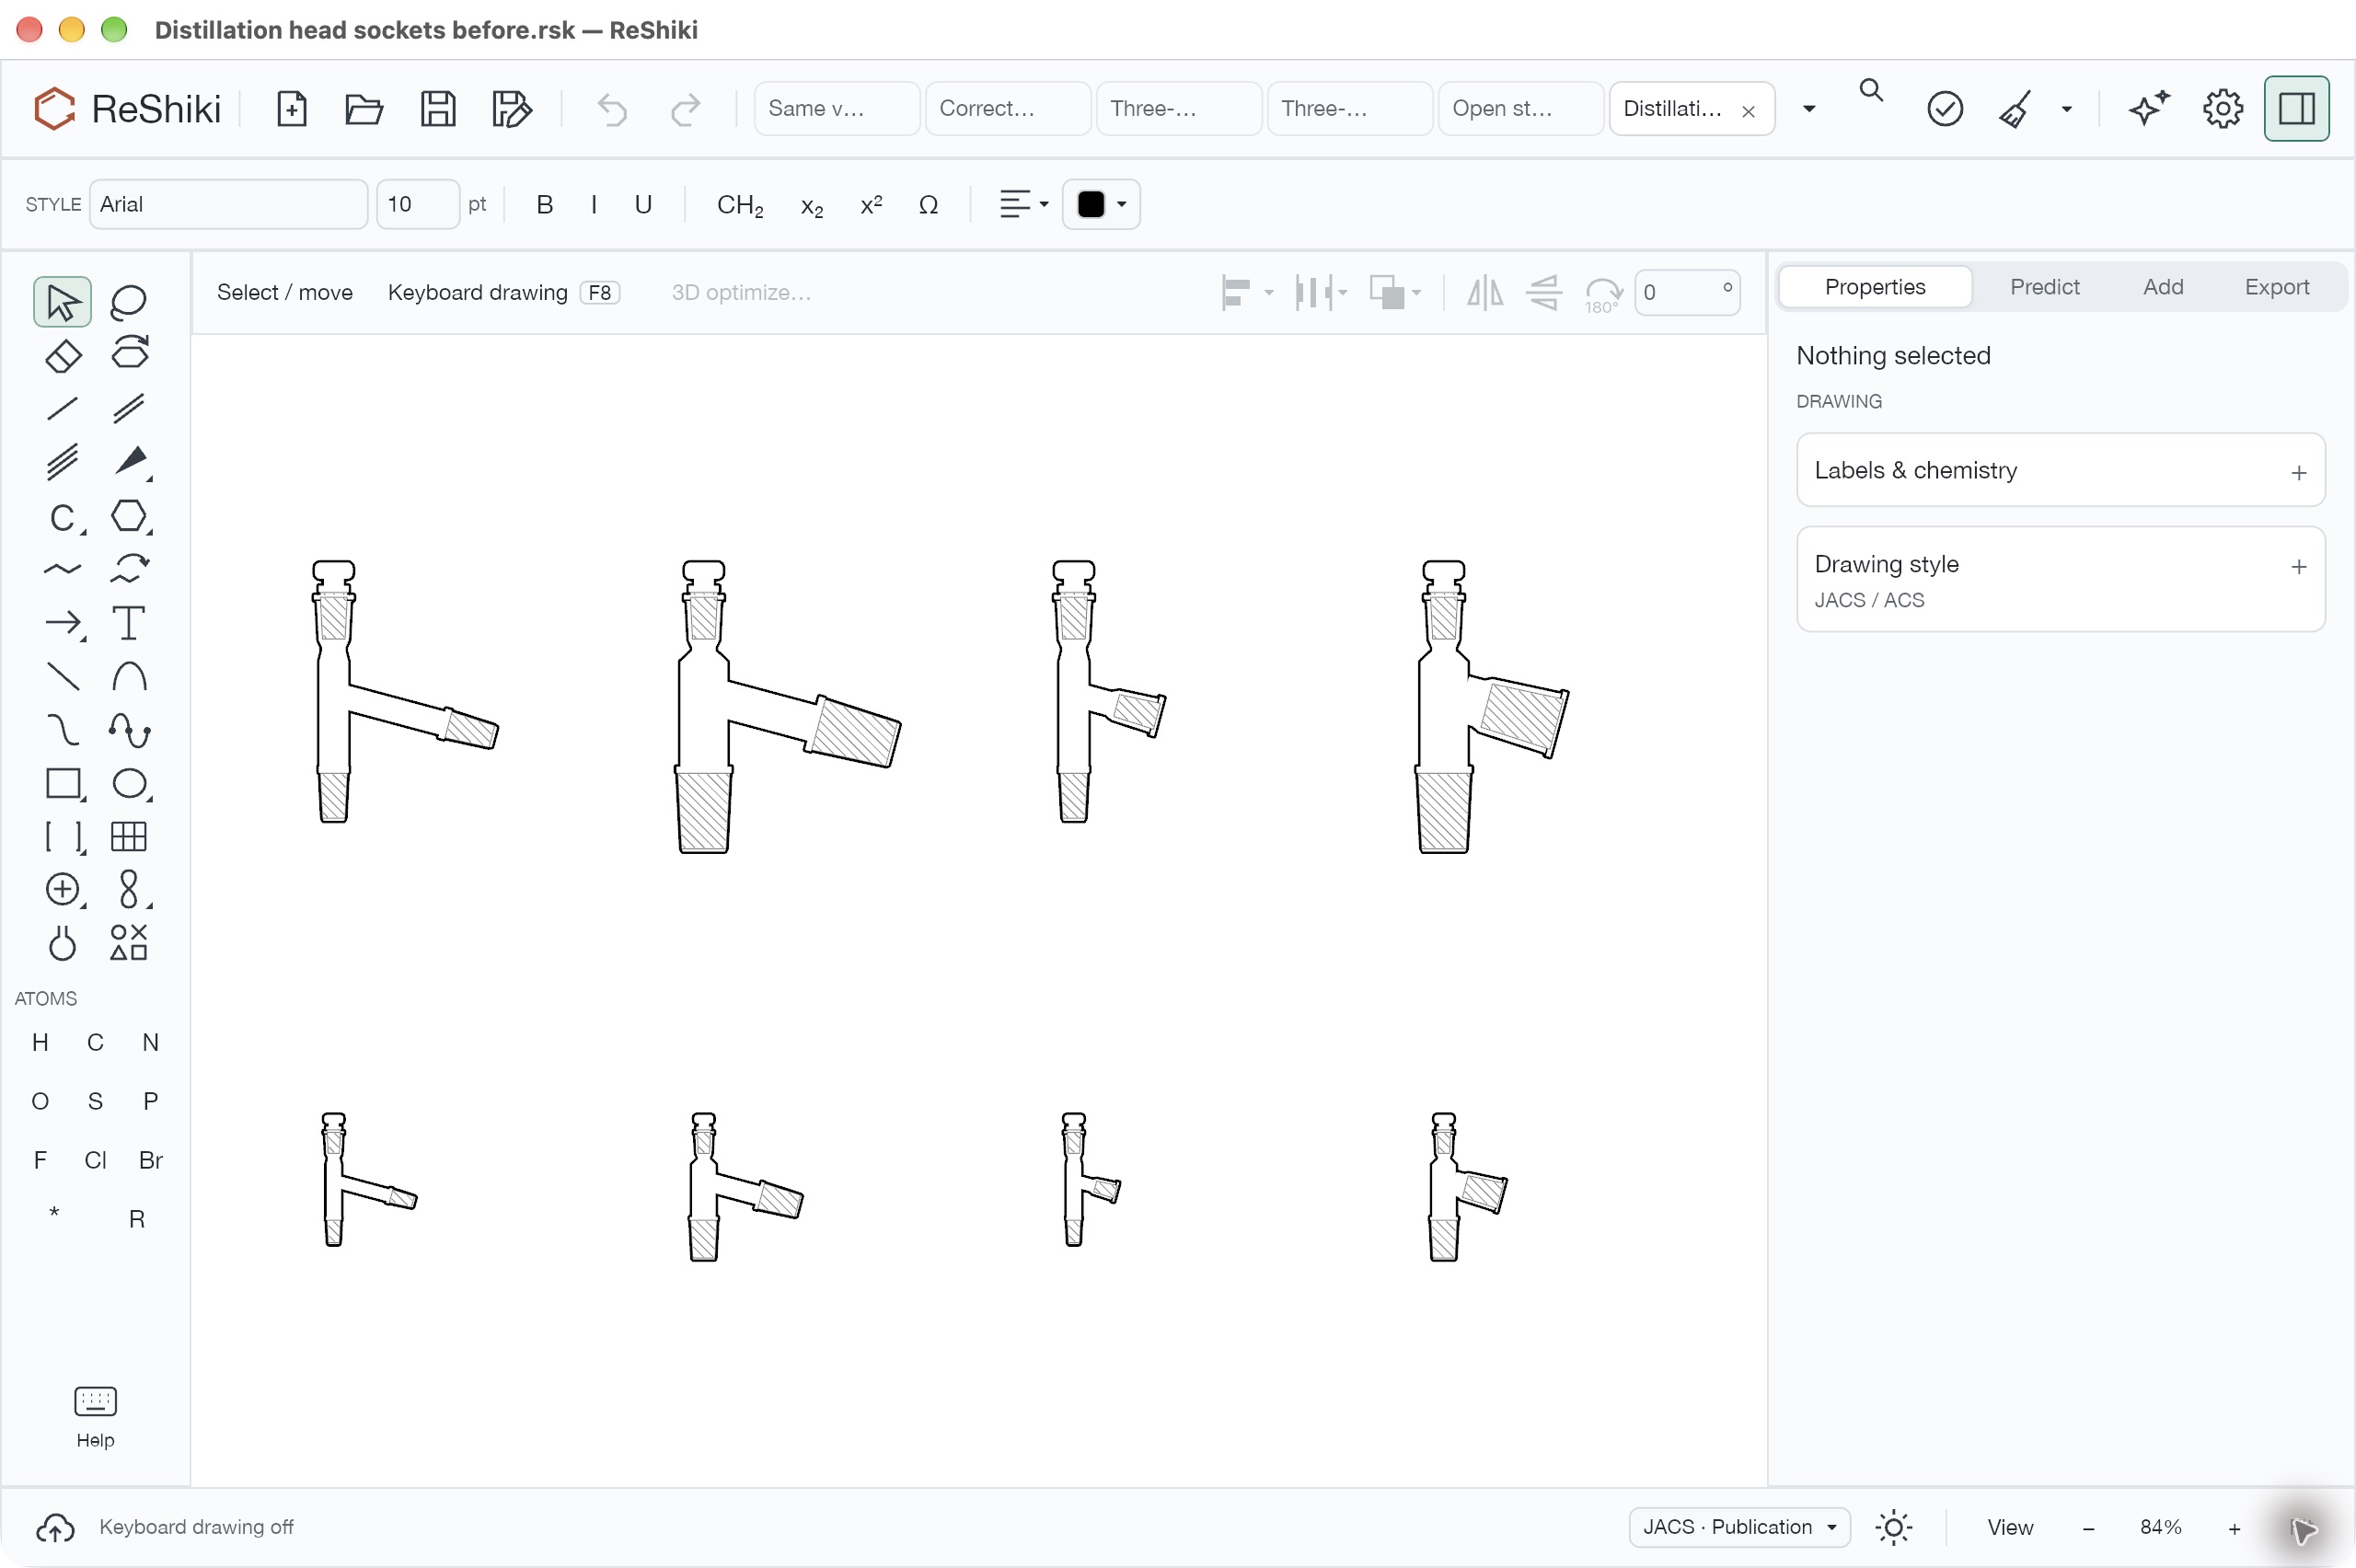 Distillation head sockets before.rsk — ReShiki
ReShiki
Same v...
Correct...
Three-...
Three-...
Open st...
Distillati...
STYLE Arial 10 pt B I U CH₂ x₂ x² Ω
Select / move Keyboard drawing F8 3D optimize... 180° 0 °
Properties Predict Add Export
Nothing selected
DRAWING
Labels & chemistry +
Drawing style +
JACS / ACS
C
T
ATOMS
H C N
O S P
F Cl Br
* R
Help
Keyboard drawing off
JACS · Publication View − 84% +